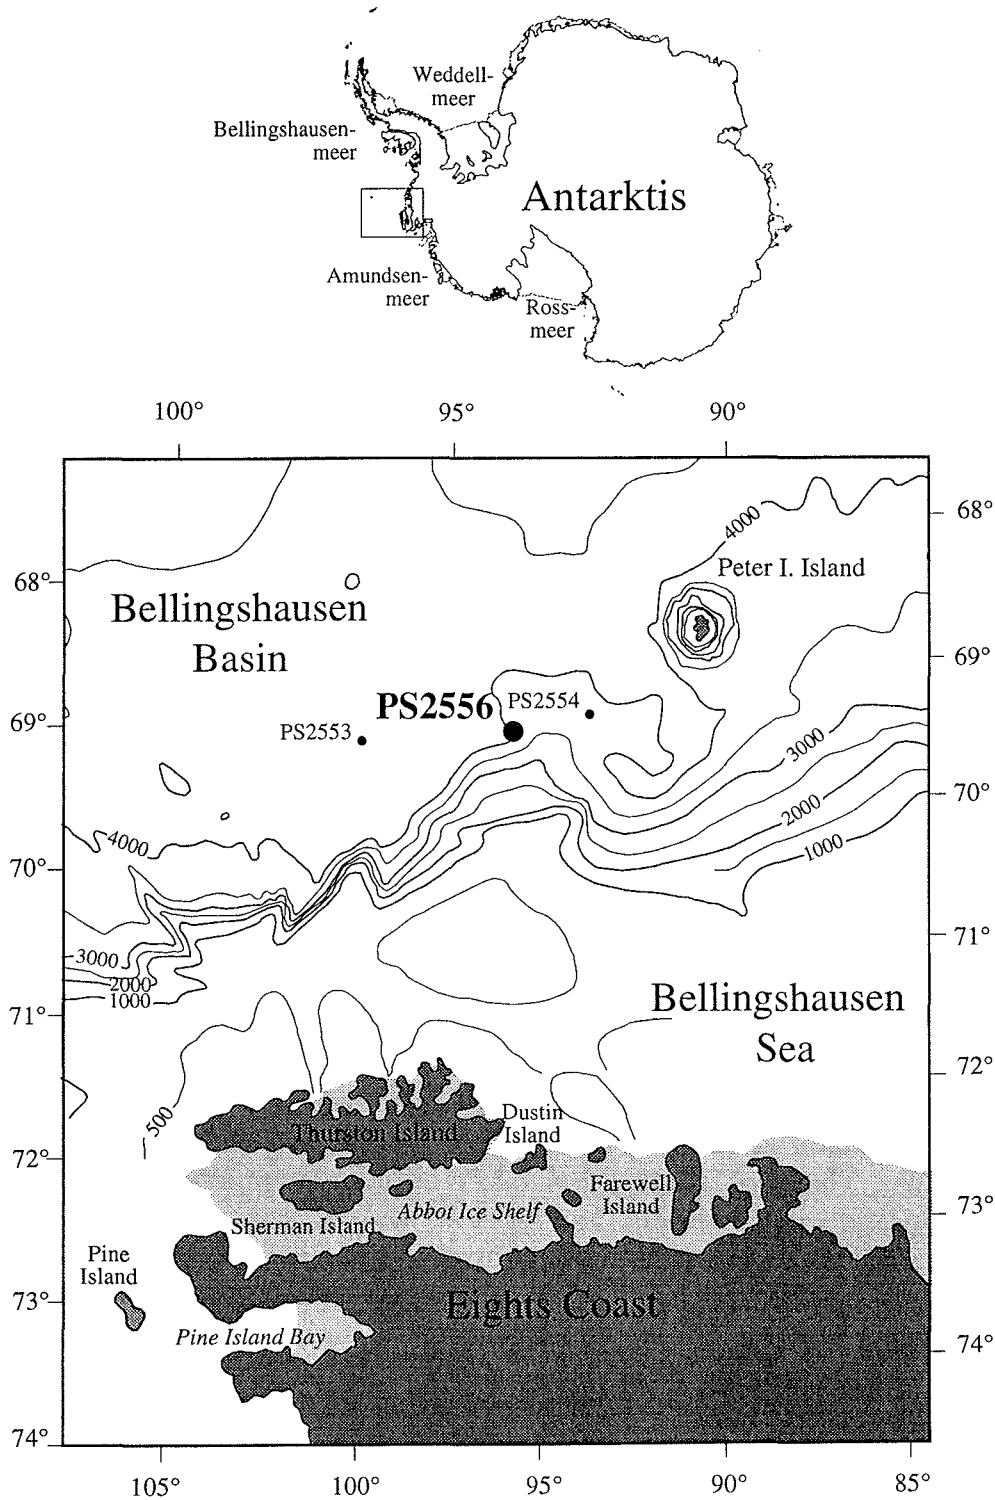 Weddell-
meer
Bellingshausen-
meer
Antarktis
Amundsen-
meer
Ross-
meer
100°
95°
90°
68°
4000
Peter I. Island
68°
Bellingshausen
Basin
69°
PS2556
PS2554
69°
PS2553
3000
70°
2000
4000
1000
70°
71°
3000
2000
1000
Bellingshausen
Sea
71°
72°
500
Dustin
Island
Thurston Island
72°
Farewell
Island
73°
Abbot Ice Shelf
Sherman Island
Pine
Island
73°
Eights Coast
Pine Island Bay
74°
74°
105°
100°
95°
90°
85°